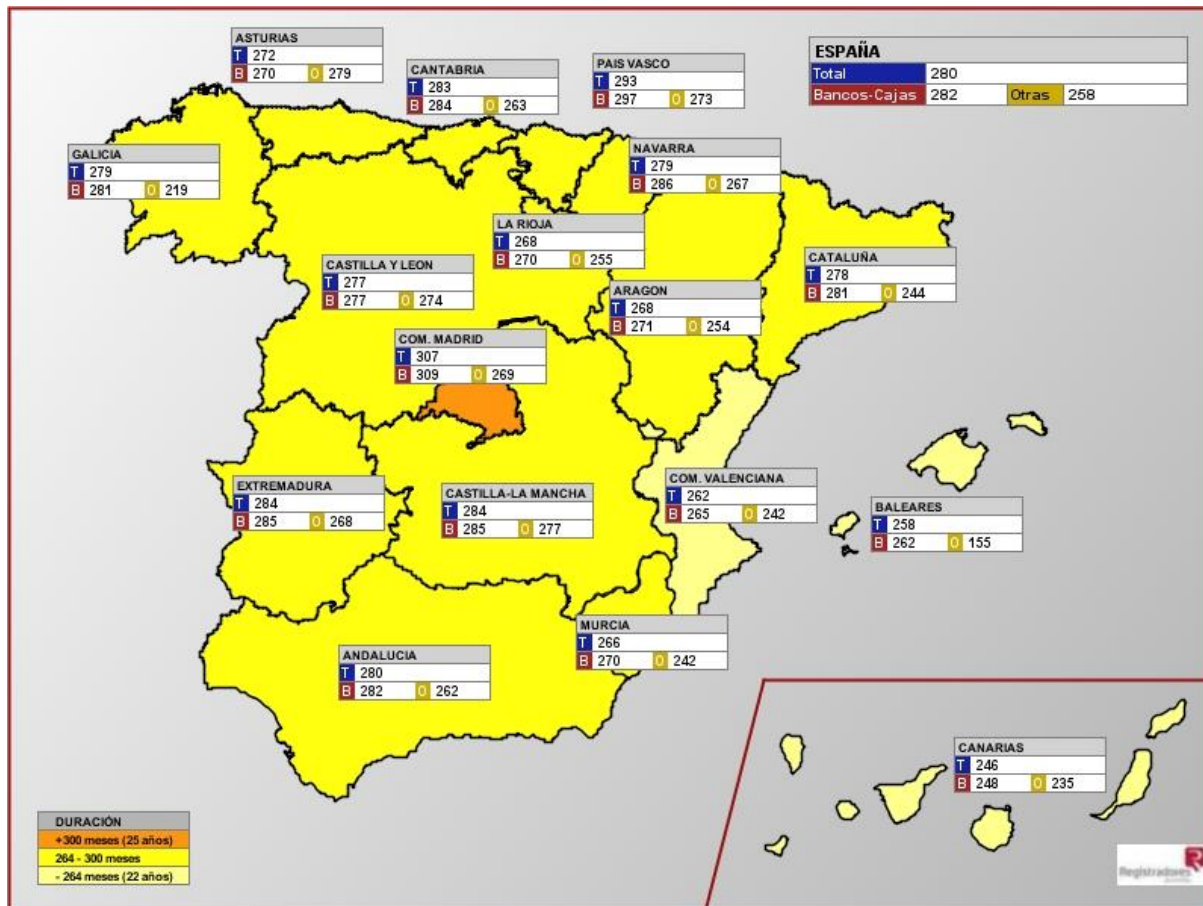 ASTURIAS
T 272
B 270 O 279
CANTABRIA
T 283
B 284 O 263
PAIS VASCO
T 293
B 297 O 273
ESPAÑA
Total 280
Bancos-Cajas 282 Otras 258
GALICIA
T 279
B 281 O 219
NAVARRA
T 279
B 286 O 267
LA RIOJA
T 268
B 270 O 255
CASTILLA Y LEON
T 277
B 277 O 274
CATALUÑA
T 278
B 281 O 244
ARAGON
T 268
B 271 O 254
COM. MADRID
T 307
B 309 O 269
EXTREMADURA
T 284
B 285 O 268
CASTILLA-LA MANCHA
T 284
B 285 O 277
COM. VALENCIANA
T 262
B 265 O 242
BALEARES
T 258
B 262 O 155
MURCIA
T 266
B 270 O 242
ANDALUCIA
T 280
B 282 O 262
CANARIAS
T 246
B 248 O 235
DURACIÓN
+300 meses (25 años)
264 - 300 meses
- 264 meses (22 años)
Registradores